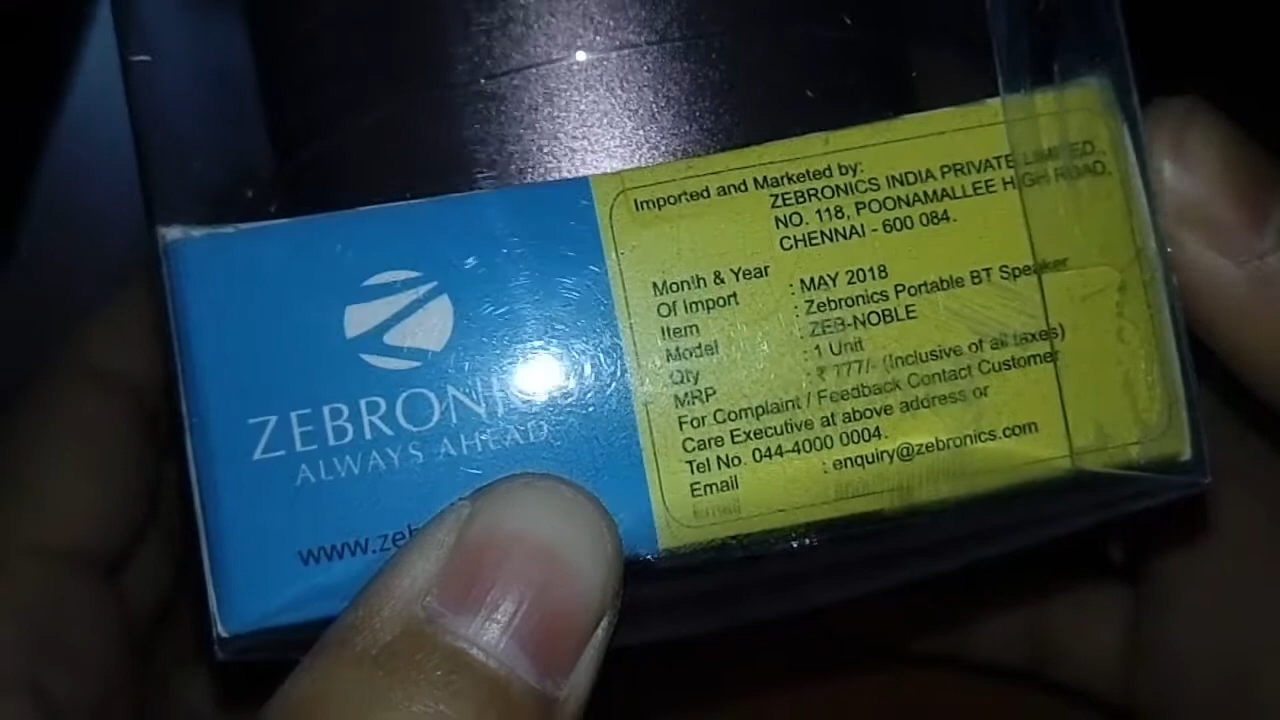 ZEBRONICS
ALWAYS AHEAD
www.zeb
Imported and Marketed by:
ZEBRONICS INDIA PRIVATE LIMITED.,
NO. 118, POONAMALLEE HIGH ROAD,
CHENNAI - 600 084.
Month & Year
Of Import : MAY 2018
Item : Zebronics Portable BT Speaker
Model : ZEB-NOBLE
Qty : 1 Unit
MRP : ₹ 777/- (Inclusive of all taxes)
For Complaint / Feedback Contact Customer
Care Executive at above address or
Tel No. 044-4000 0004.
Email : enquiry@zebronics.com